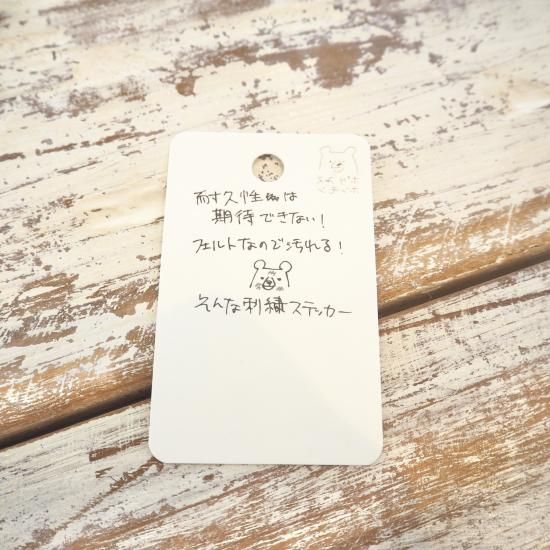 耐久性は
期待できない!
フェルトなので汚れる!
そんな刺繍ステッカー